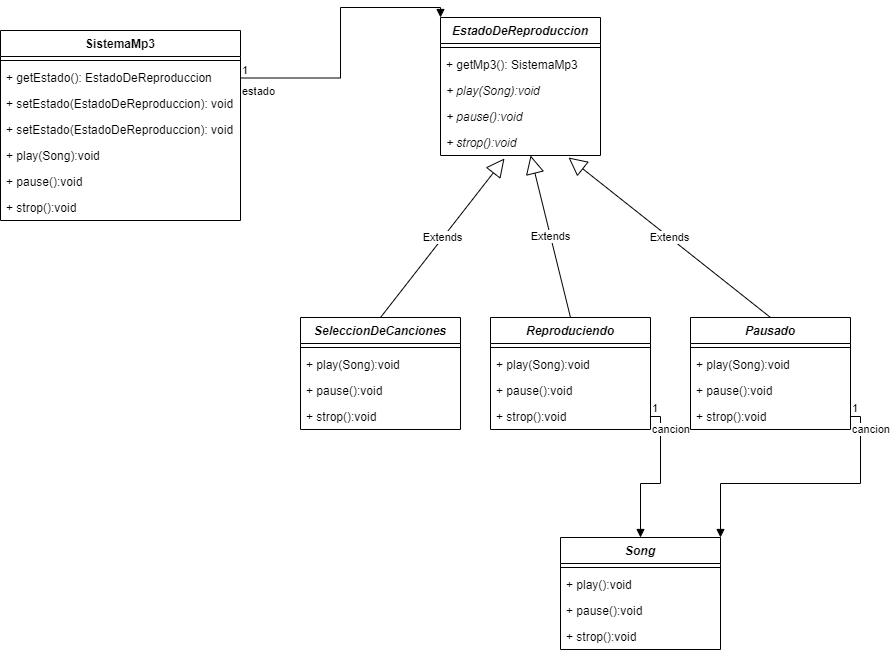 SistemaMp3
+ getEstado(): EstadoDeReproduccion
+ setEstado(EstadoDeReproduccion): void
+ setEstado(EstadoDeReproduccion): void
+ play(Song):void
+ pause():void
+ strop():void
1
estado
EstadoDeReproduccion
+ getMp3(): SistemaMp3
+ play(Song):void
+ pause():void
+ strop():void
Extends
Extends
Extends
SeleccionDeCanciones
+ play(Song):void
+ pause():void
+ strop():void
Reproduciendo
+ play(Song):void
+ pause():void
+ strop():void
1
cancion
Pausado
+ play(Song):void
+ pause():void
+ strop():void
1
cancion
Song
+ play():void
+ pause():void
+ strop():void